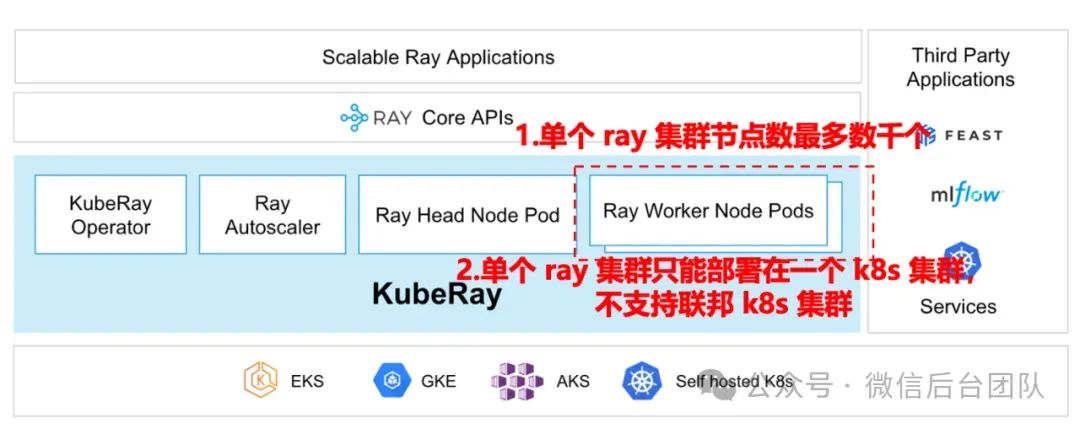 Scalable Ray Applications
Third Party
Applications
RAY Core APIs
1.单个 ray 集群节点数最多数千个
FEAST
mlflow
KubeRay
Operator
Ray
Autoscaler
Ray Head Node Pod
Ray Worker Node Pods
2.单个 ray 集群只能部署在一个 k8s 集群,
不支持联邦 k8s 集群
KubeRay
Services
EKS
GKE
AKS
Self hosted K8s
公众号 · 微信后台团队